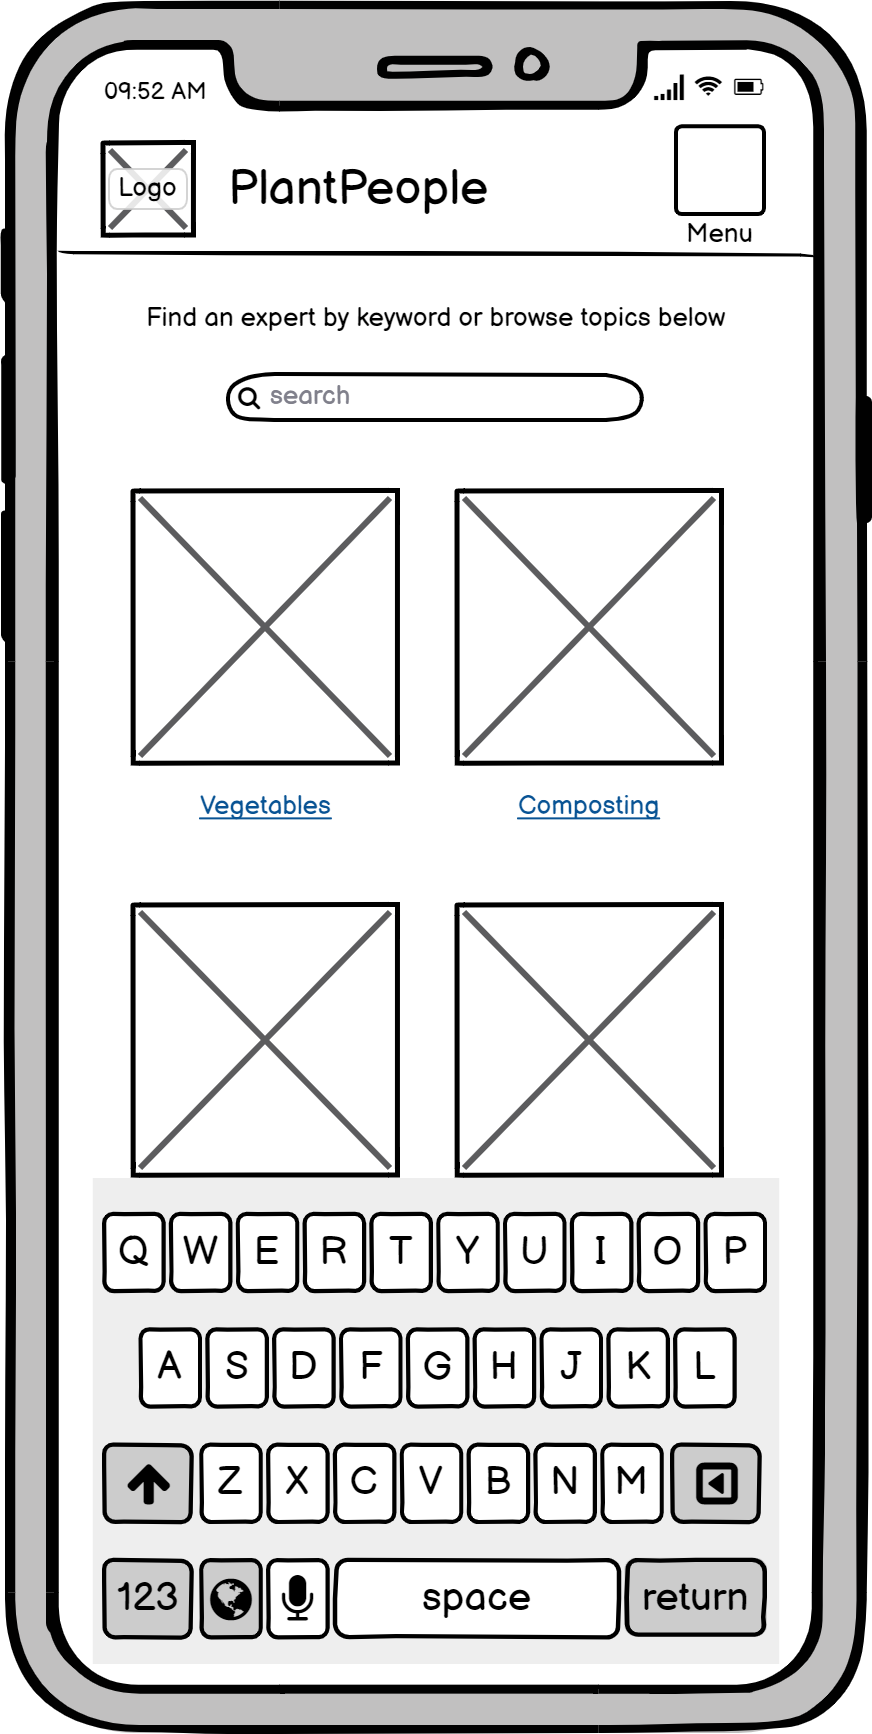 09:52 AM
Logo
PlantPeople
Menu
Find an expert by keyword or browse topics below
search
Vegetables
Composting
Q W E R T Y U I O P
A S D F G H J K L
Z X C V B N M
123
space
return